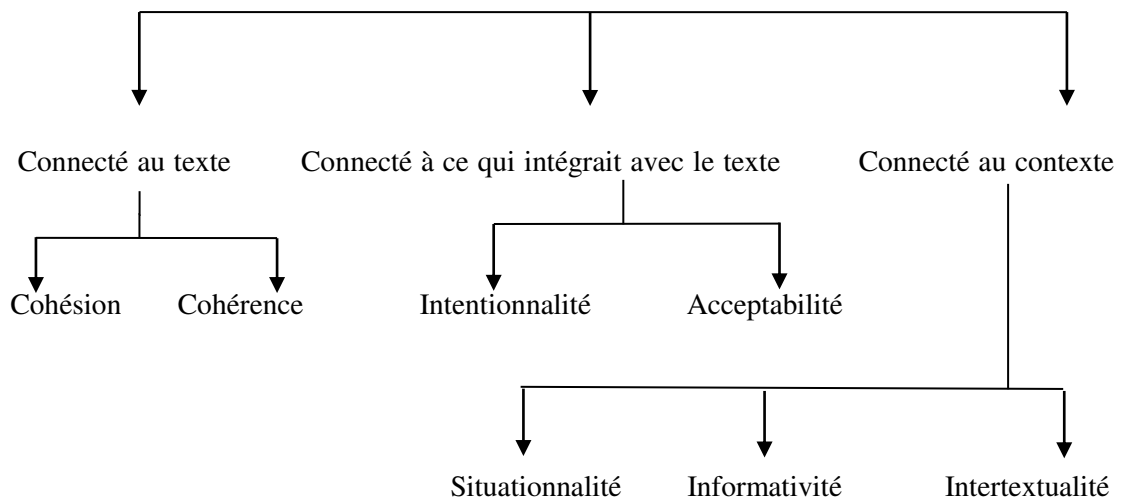 Connecté au texte Connecté à ce qui intégrait avec le texte Connecté au contexte
Cohésion Cohérence Intentionnalité Acceptabilité
Situationnalité Informativité Intertextualité